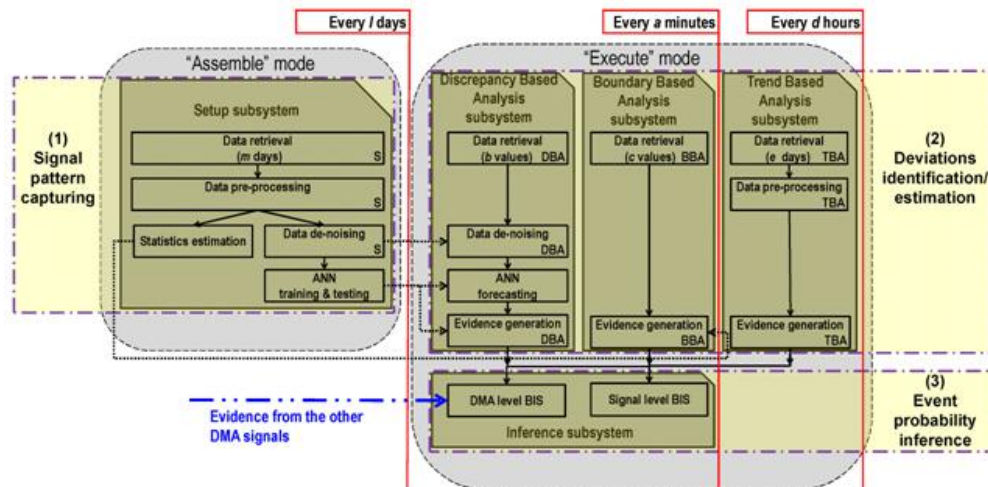 Every l days
Every a minutes
Every d hours
“Assemble” mode
“Execute” mode
(1)
Signal
pattern
capturing
Setup subsystem
Data retrieval
(m days)
S
Data pre-processing
S
Statistics estimation
Data de-noising
S
ANN
training & testing
Discrepancy Based
Analysis
subsystem
Data retrieval
(b values) DBA
Data de-noising
DBA
ANN
forecasting
Evidence generation
DBA
Boundary Based
Analysis
subsystem
Data retrieval
(c values) BBA
Evidence generation
BBA
Trend Based
Analysis
subsystem
Data retrieval
(e days) TBA
Data pre-processing
TBA
Evidence generation
TBA
(2)
Deviations
identification/
estimation
Evidence from the other
DMA signals
DMA level BIS
Signal level BIS
Inference subsystem
(3)
Event
probability
inference